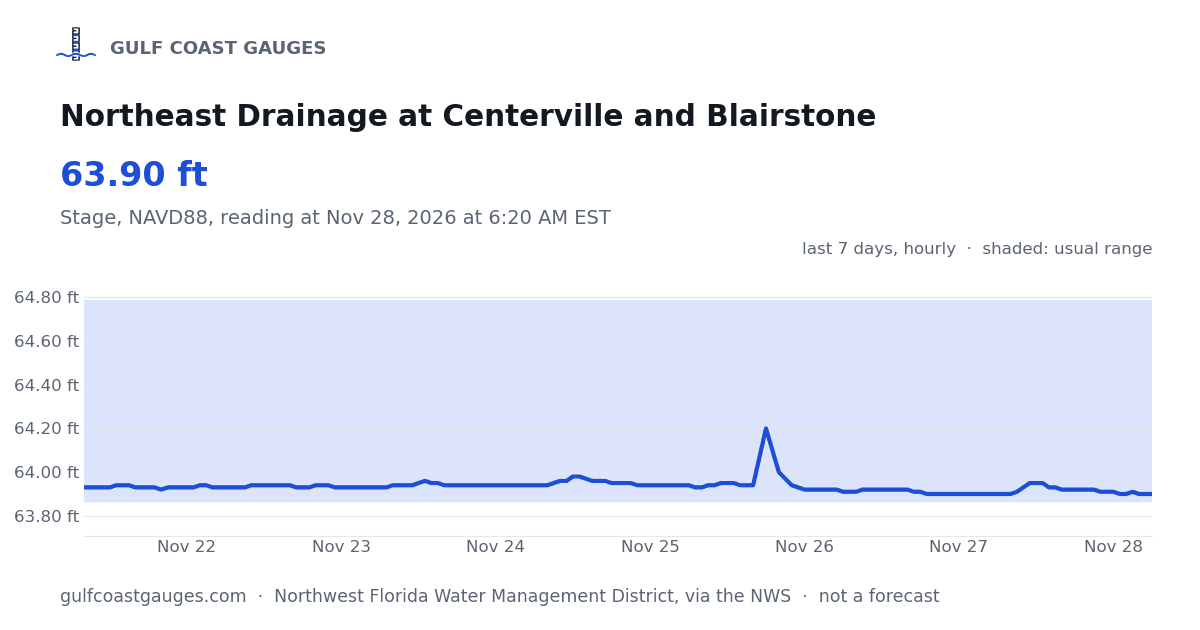 GULF COAST GAUGES
Northeast Drainage at Centerville and Blairstone
63.90 ft
Stage, NAVD88, reading at Nov 28, 2026 at 6:20 AM EST
last 7 days, hourly · shaded: usual range
64.80 ft
64.60 ft
64.40 ft
64.20 ft
64.00 ft
63.80 ft
Nov 22 Nov 23 Nov 24 Nov 25 Nov 26 Nov 27 Nov 28
gulfcoastgauges.com · Northwest Florida Water Management District, via the NWS · not a forecast